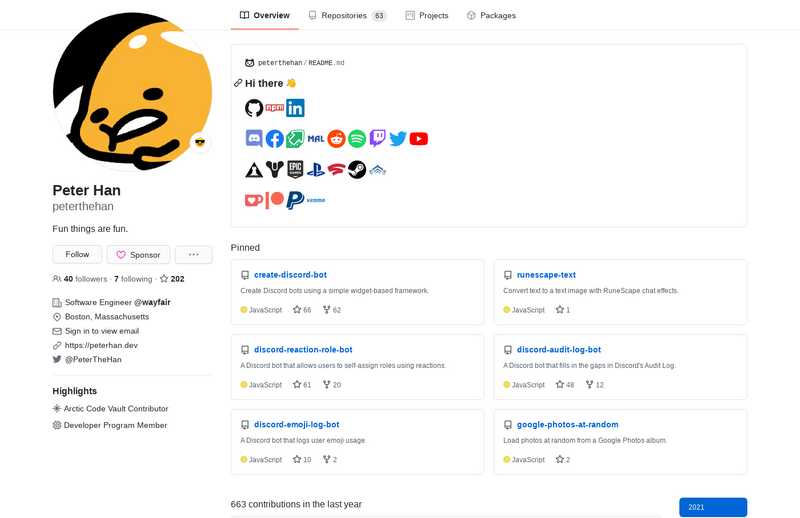 Overview
Repositories 63
Projects
Packages
Peter Han
peterthehan
Fun things are fun.
Follow
Sponsor
40 followers · 7 following · 202
Software Engineer @wayfair
Boston, Massachusetts
Sign in to view email
https://peterhan.dev
@PeterTheHan
Highlights
Arctic Code Vault Contributor
Developer Program Member
peterthehan / README.md
Hi there
npm
in
MAL
EPIC GAMES
venmo
Pinned
create-discord-bot
Create Discord bots using a simple widget-based framework.
JavaScript 66 62
runescape-text
Convert text to a text image with RuneScape chat effects.
JavaScript 1
discord-reaction-role-bot
A Discord bot that allows users to self-assign roles using reactions.
JavaScript 61 20
discord-audit-log-bot
A Discord bot that fills in the gaps in Discord's Audit Log.
JavaScript 48 12
discord-emoji-log-bot
A Discord bot that logs user emoji usage.
JavaScript 10 2
google-photos-at-random
Load photos at random from a Google Photos album.
JavaScript 2
663 contributions in the last year
2021